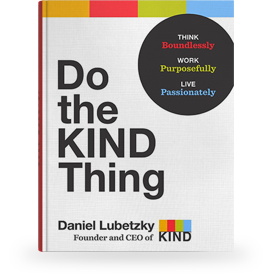 THINK
Boundlessly
WORK
Purposefully
LIVE
Passionately
Do
the
KIND
Thing
Daniel Lubetzky
Founder and CEO of KIND